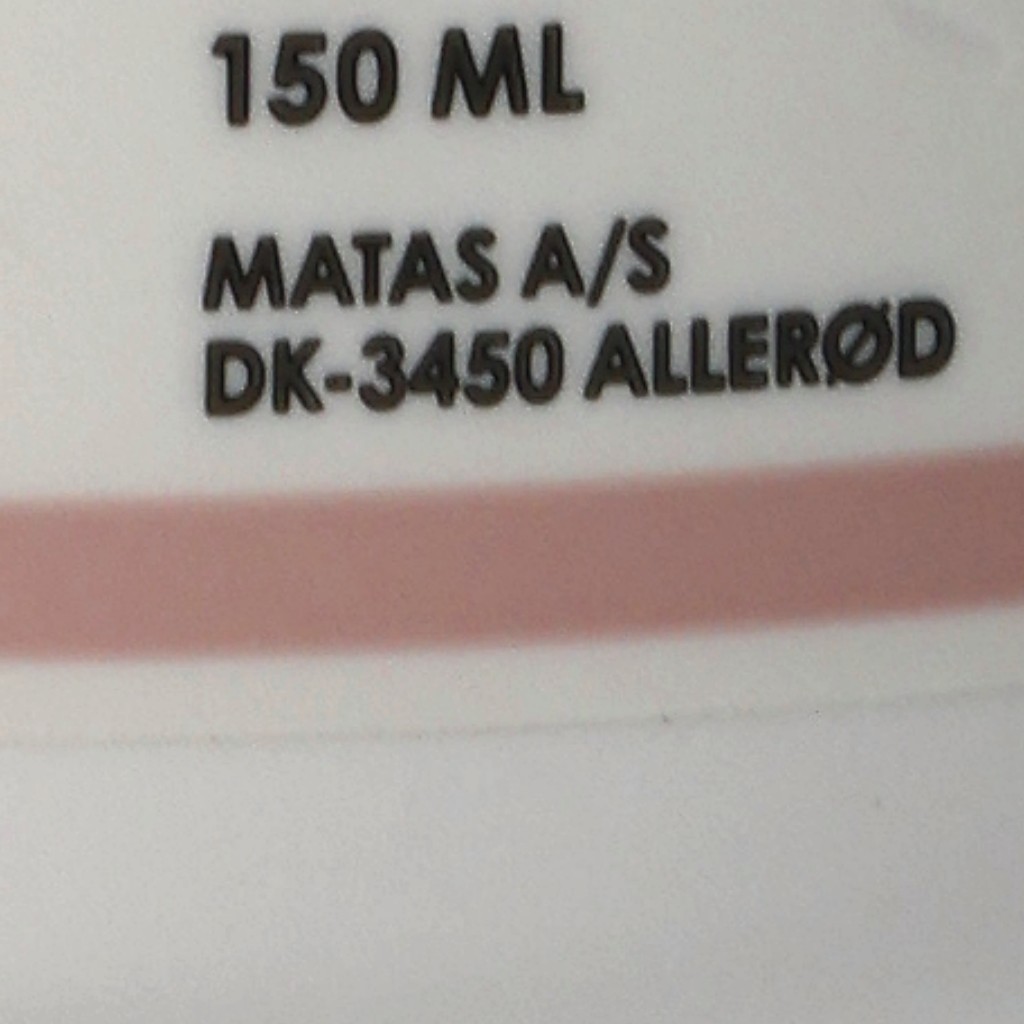 150 ML
MATAS A/S
DK-3450 ALLERØD